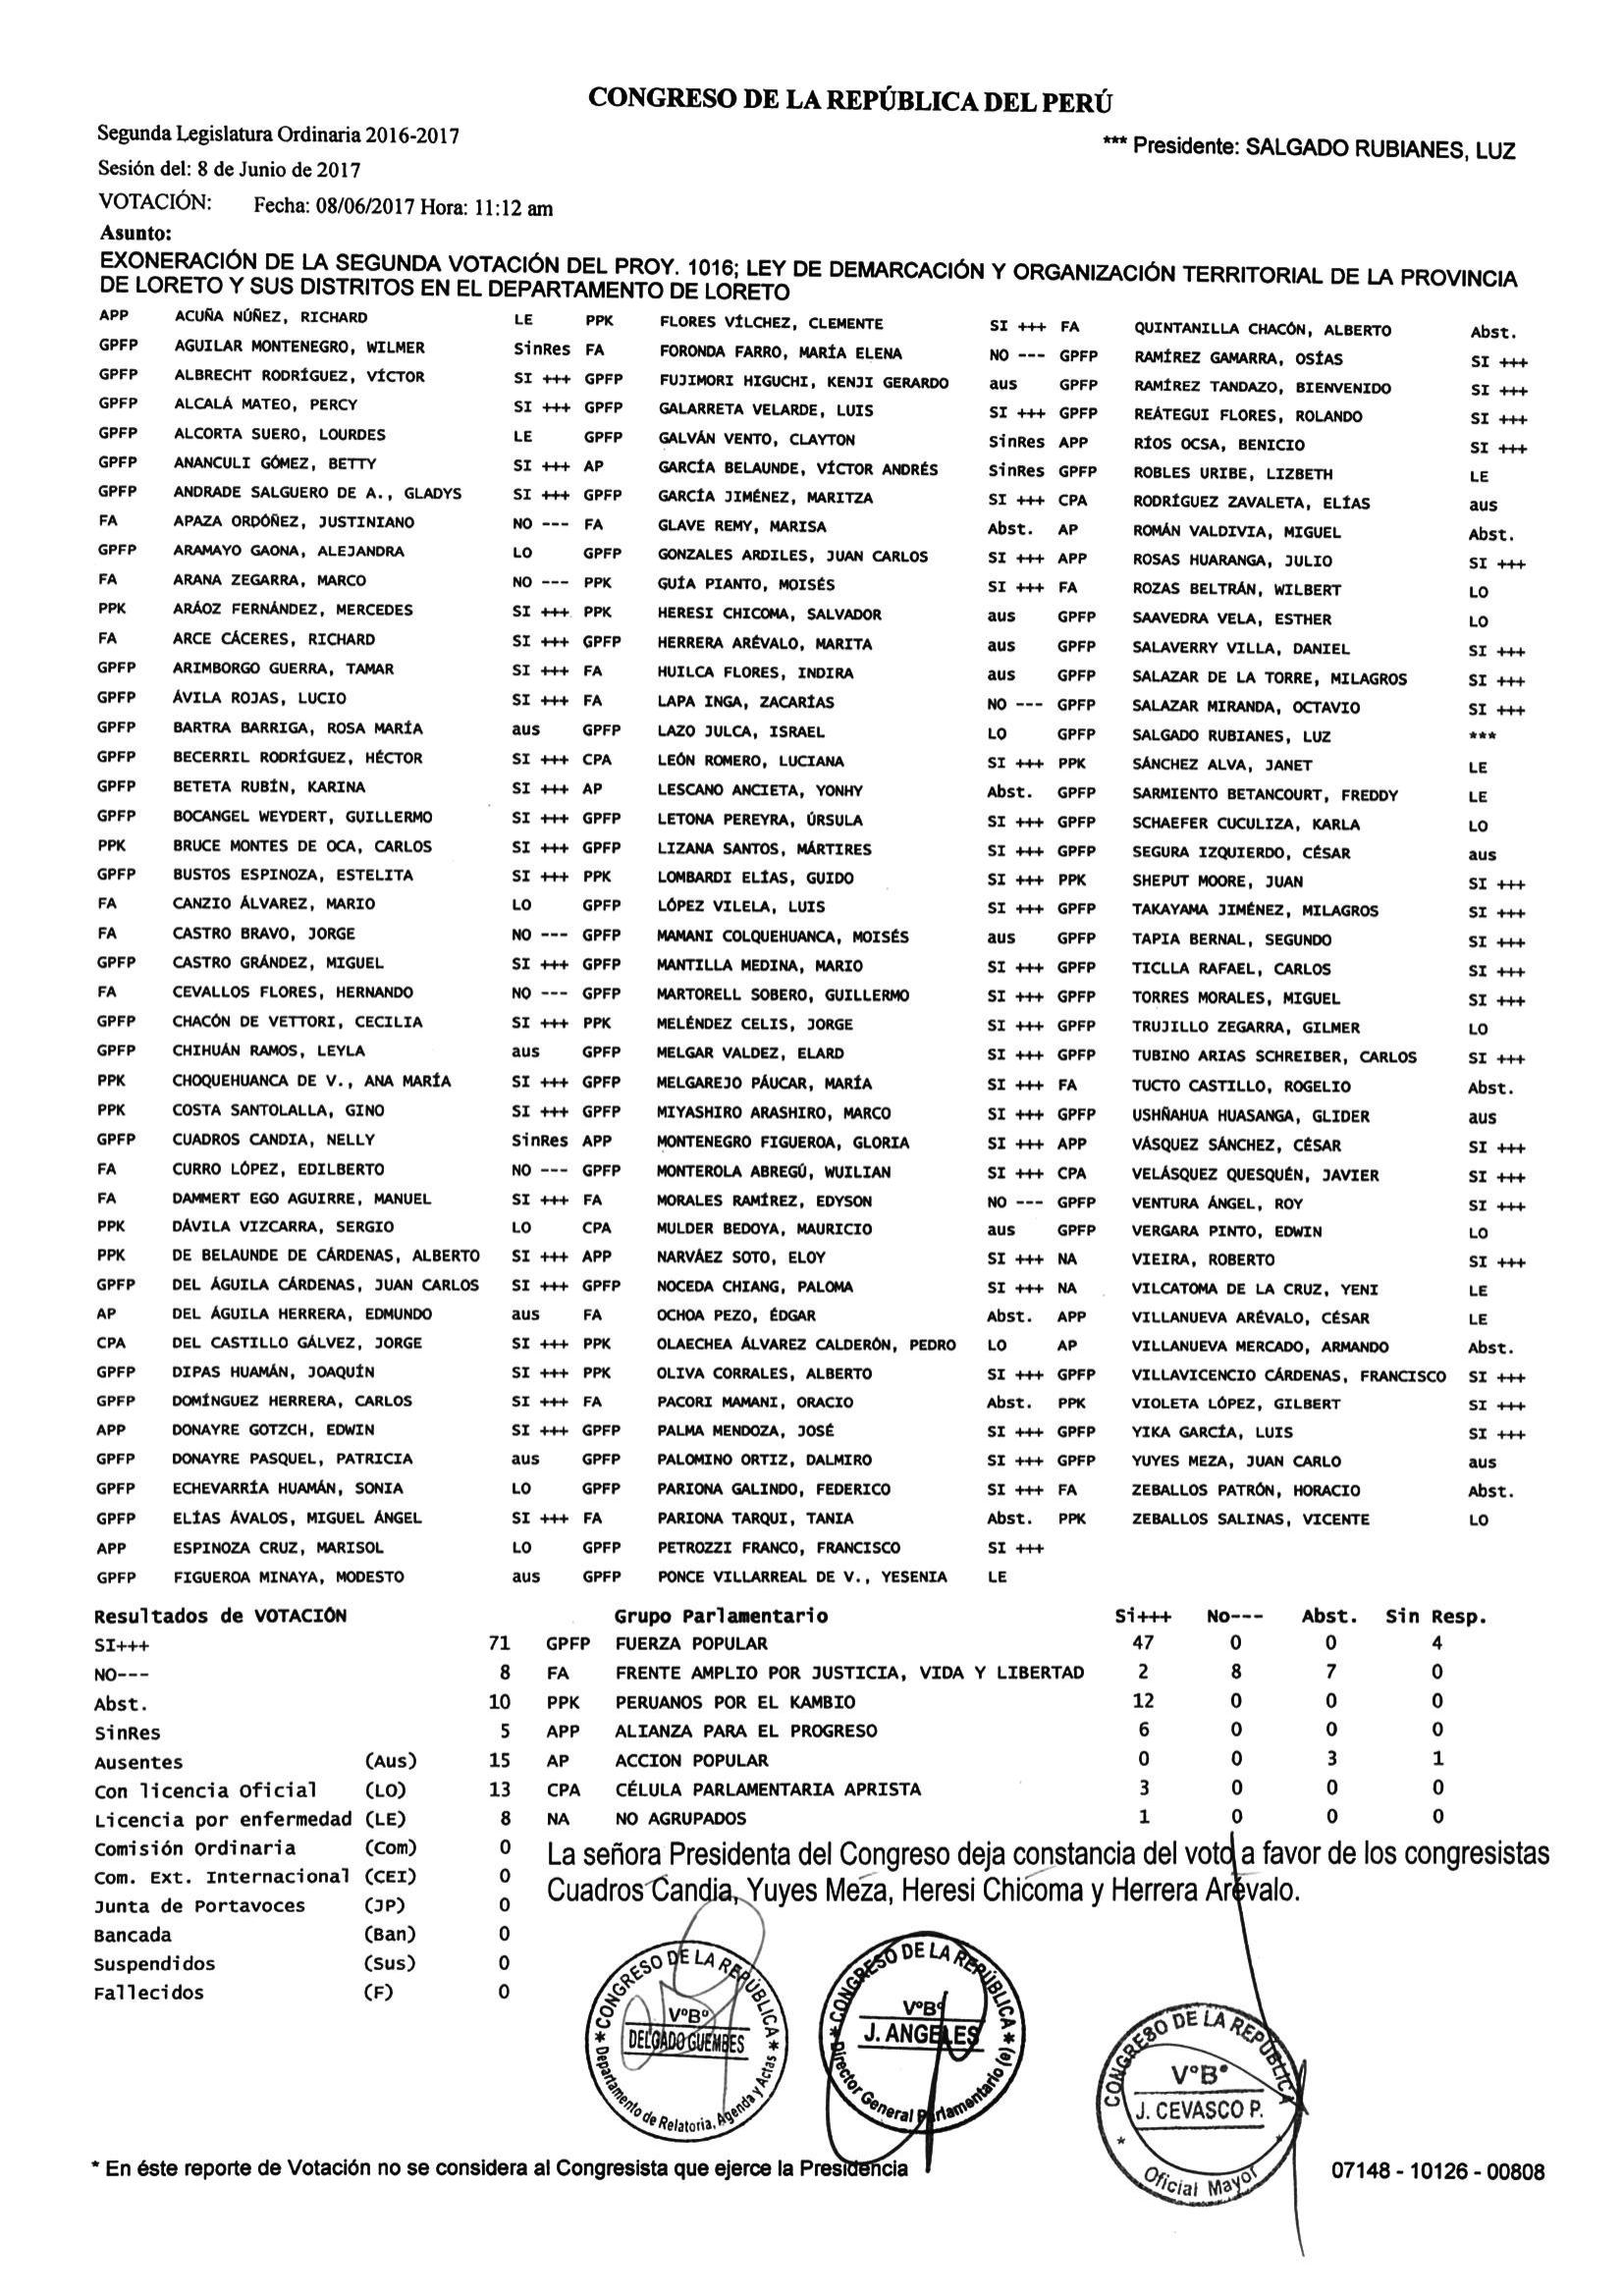 CONGRESO DE LA REPÚBLICA DEL PERÚ
Segunda Legislatura Ordinaria 2016-2017
*** Presidente: SALGADO RUBIANES, LUZ
Sesión del: 8 de Junio de 2017
VOTACIÓN: Fecha: 08/06/2017 Hora: 11:12 am
Asunto:
EXONERACIÓN DE LA SEGUNDA VOTACIÓN DEL PROY. 1016; LEY DE DEMARCACIÓN Y ORGANIZACIÓN TERRITORIAL DE LA PROVINCIA
DE LORETO Y SUS DISTRITOS EN EL DEPARTAMENTO DE LORETO
APP ACUÑA NÚÑEZ, RICHARD LE PPK FLORES VÍLCHEZ, CLEMENTE SI +++ FA QUINTANILLA CHACÓN, ALBERTO Abst.
GPFP AGUILAR MONTENEGRO, WILMER SinRes FA FORONDA FARRO, MARÍA ELENA NO --- GPFP RAMÍREZ GAMARRA, OSÍAS SI +++
GPFP ALBRECHT RODRÍGUEZ, VÍCTOR SI +++ GPFP FUJIMORI HIGUCHI, KENJI GERARDO aus GPFP RAMÍREZ TANDAZO, BIENVENIDO SI +++
GPFP ALCALÁ MATEO, PERCY SI +++ GPFP GALARRETA VELARDE, LUIS SI +++ GPFP REÁTEGUI FLORES, ROLANDO SI +++
GPFP ALCORTA SUERO, LOURDES LE GPFP GALVÁN VENTO, CLAYTON SinRes APP RÍOS OCSA, BENICIO SI +++
GPFP ANANCULI GÓMEZ, BETTY SI +++ AP GARCÍA BELAUNDE, VÍCTOR ANDRÉS SinRes GPFP ROBLES URIBE, LIZBETH LE
GPFP ANDRADE SALGUERO DE A., GLADYS SI +++ GPFP GARCÍA JIMÉNEZ, MARITZA SI +++ CPA RODRÍGUEZ ZAVALETA, ELÍAS aus
FA APAZA ORDÓÑEZ, JUSTINIANO NO --- FA GLAVE REMY, MARISA Abst. AP ROMÁN VALDIVIA, MIGUEL Abst.
GPFP ARAMAYO GAONA, ALEJANDRA LO GPFP GONZALES ARDILES, JUAN CARLOS SI +++ APP ROSAS HUARANGA, JULIO SI +++
FA ARANA ZEGARRA, MARCO NO --- PPK GUÍA PIANTO, MOISÉS SI +++ FA ROZAS BELTRÁN, WILBERT LO
PPK ARÁOZ FERNÁNDEZ, MERCEDES SI +++ PPK HERESI CHICOMA, SALVADOR aus GPFP SAAVEDRA VELA, ESTHER LO
FA ARCE CÁCERES, RICHARD SI +++ GPFP HERRERA ARÉVALO, MARITA aus GPFP SALAVERRY VILLA, DANIEL SI +++
GPFP ARIMBORGO GUERRA, TAMAR SI +++ FA HUILCA FLORES, INDIRA aus GPFP SALAZAR DE LA TORRE, MILAGROS SI +++
GPFP ÁVILA ROJAS, LUCIO SI +++ FA LAPA INGA, ZACARÍAS NO --- GPFP SALAZAR MIRANDA, OCTAVIO SI +++
GPFP BARTRA BARRIGA, ROSA MARÍA aus GPFP LAZO JULCA, ISRAEL LO GPFP SALGADO RUBIANES, LUZ ***
GPFP BECERRIL RODRÍGUEZ, HÉCTOR SI +++ CPA LEÓN ROMERO, LUCIANA SI +++ PPK SÁNCHEZ ALVA, JANET LE
GPFP BETETA RUBÍN, KARINA SI +++ AP LESCANO ANCIETA, YONHY Abst. GPFP SARMIENTO BETANCOURT, FREDDY LE
GPFP BOCANGEL WEYDERT, GUILLERMO SI +++ GPFP LETONA PEREYRA, ÚRSULA SI +++ GPFP SCHAEFER CUCULIZA, KARLA LO
PPK BRUCE MONTES DE OCA, CARLOS SI +++ GPFP LIZANA SANTOS, MÁRTIRES SI +++ GPFP SEGURA IZQUIERDO, CÉSAR aus
GPFP BUSTOS ESPINOZA, ESTELITA SI +++ PPK LOMBARDI ELÍAS, GUIDO SI +++ PPK SHEPUT MOORE, JUAN SI +++
FA CANZIO ÁLVAREZ, MARIO LO GPFP LÓPEZ VILELA, LUIS SI +++ GPFP TAKAYAMA JIMÉNEZ, MILAGROS SI +++
FA CASTRO BRAVO, JORGE NO --- GPFP MAMANI COLQUEHUANCA, MOISÉS aus GPFP TAPIA BERNAL, SEGUNDO SI +++
GPFP CASTRO GRÁNDEZ, MIGUEL SI +++ GPFP MANTILLA MEDINA, MARIO SI +++ GPFP TICLLA RAFAEL, CARLOS SI +++
FA CEVALLOS FLORES, HERNANDO NO --- GPFP MARTORELL SOBERO, GUILLERMO SI +++ GPFP TORRES MORALES, MIGUEL SI +++
GPFP CHACÓN DE VETTORI, CECILIA SI +++ PPK MELÉNDEZ CELIS, JORGE SI +++ GPFP TRUJILLO ZEGARRA, GILMER LO
GPFP CHIHUÁN RAMOS, LEYLA aus GPFP MELGAR VALDEZ, ELARD SI +++ GPFP TUBINO ARIAS SCHREIBER, CARLOS SI +++
PPK CHOQUEHUANCA DE V., ANA MARÍA SI +++ GPFP MELGAREJO PÁUCAR, MARÍA SI +++ FA TUCTO CASTILLO, ROGELIO Abst.
PPK COSTA SANTOLALLA, GINO SI +++ GPFP MIYASHIRO ARASHIRO, MARCO SI +++ GPFP USHÑAHUA HUASANGA, GLIDER aus
GPFP CUADROS CANDIA, NELLY SinRes APP MONTENEGRO FIGUEROA, GLORIA SI +++ APP VÁSQUEZ SÁNCHEZ, CÉSAR SI +++
FA CURRO LÓPEZ, EDILBERTO NO --- GPFP MONTEROLA ABREGÚ, WUILIAN SI +++ CPA VELÁSQUEZ QUESQUÉN, JAVIER SI +++
FA DAMMERT EGO AGUIRRE, MANUEL SI +++ FA MORALES RAMÍREZ, EDYSON NO --- GPFP VENTURA ÁNGEL, ROY SI +++
PPK DÁVILA VIZCARRA, SERGIO LO CPA MULDER BEDOYA, MAURICIO aus GPFP VERGARA PINTO, EDWIN LO
PPK DE BELAUNDE DE CÁRDENAS, ALBERTO SI +++ APP NARVÁEZ SOTO, ELOY SI +++ NA VIEIRA, ROBERTO SI +++
GPFP DEL ÁGUILA CÁRDENAS, JUAN CARLOS SI +++ GPFP NOCEDA CHIANG, PALOMA SI +++ NA VILCATOMA DE LA CRUZ, YENI LE
AP DEL ÁGUILA HERRERA, EDMUNDO aus FA OCHOA PEZO, ÉDGAR Abst. APP VILLANUEVA ARÉVALO, CÉSAR LE
CPA DEL CASTILLO GÁLVEZ, JORGE SI +++ PPK OLAECHEA ÁLVAREZ CALDERÓN, PEDRO LO AP VILLANUEVA MERCADO, ARMANDO Abst.
GPFP DIPAS HUAMÁN, JOAQUÍN SI +++ PPK OLIVA CORRALES, ALBERTO SI +++ GPFP VILLAVICENCIO CÁRDENAS, FRANCISCO SI +++
GPFP DOMÍNGUEZ HERRERA, CARLOS SI +++ FA PACORI MAMANI, ORACIO Abst. PPK VIOLETA LÓPEZ, GILBERT SI +++
APP DONAYRE GOTZCH, EDWIN SI +++ GPFP PALMA MENDOZA, JOSÉ SI +++ GPFP YIKA GARCÍA, LUIS SI +++
GPFP DONAYRE PASQUEL, PATRICIA aus GPFP PALOMINO ORTIZ, DALMIRO SI +++ GPFP YUYES MEZA, JUAN CARLO aus
GPFP ECHEVARRÍA HUAMÁN, SONIA LO GPFP PARIONA GALINDO, FEDERICO SI +++ FA ZEBALLOS PATRÓN, HORACIO Abst.
GPFP ELÍAS ÁVALOS, MIGUEL ÁNGEL SI +++ FA PARIONA TARQUI, TANIA Abst. PPK ZEBALLOS SALINAS, VICENTE LO
APP ESPINOZA CRUZ, MARISOL LO GPFP PETROZZI FRANCO, FRANCISCO SI +++
GPFP FIGUEROA MINAYA, MODESTO aus GPFP PONCE VILLARREAL DE V., YESENIA LE
Resultados de VOTACIÓN Grupo Parlamentario Si+++ No--- Abst. Sin Resp.
SI+++ 71 GPFP FUERZA POPULAR 47 0 0 4
NO--- 8 FA FRENTE AMPLIO POR JUSTICIA, VIDA Y LIBERTAD 2 8 7 0
Abst. 10 PPK PERUANOS POR EL KAMBIO 12 0 0 0
SinRes 5 APP ALIANZA PARA EL PROGRESO 6 0 0 0
Ausentes (Aus) 15 AP ACCION POPULAR 0 0 3 1
Con licencia Oficial (LO) 13 CPA CÉLULA PARLAMENTARIA APRISTA 3 0 0 0
Licencia por enfermedad (LE) 8 NA NO AGRUPADOS 1 0 0 0
Comisión Ordinaria (Com) 0
Com. Ext. Internacional (CEI) 0
Junta de Portavoces (JP) 0
Bancada (Ban) 0
Suspendidos (Sus) 0
Fallecidos (F) 0
La señora Presidenta del Congreso deja constancia del voto a favor de los congresistas
Cuadros Candia, Yuyes Meza, Heresi Chicoma y Herrera Arévalo.
* CONGRESO DE LA REPÚBLICA *
V°B°
DELGADO GUEMBES
Departamento de Relatoria, Agenda y Actas
* CONGRESO DE LA REPÚBLICA *
V°B°
J. ANGELES
Director General Parlamentario (e)
CONGRESO DE LA REPÚBLICA
V°B°
J. CEVASCO P.
* Oficial Mayor *
* En éste reporte de Votación no se considera al Congresista que ejerce la Presidencia
07148 - 10126 - 00808